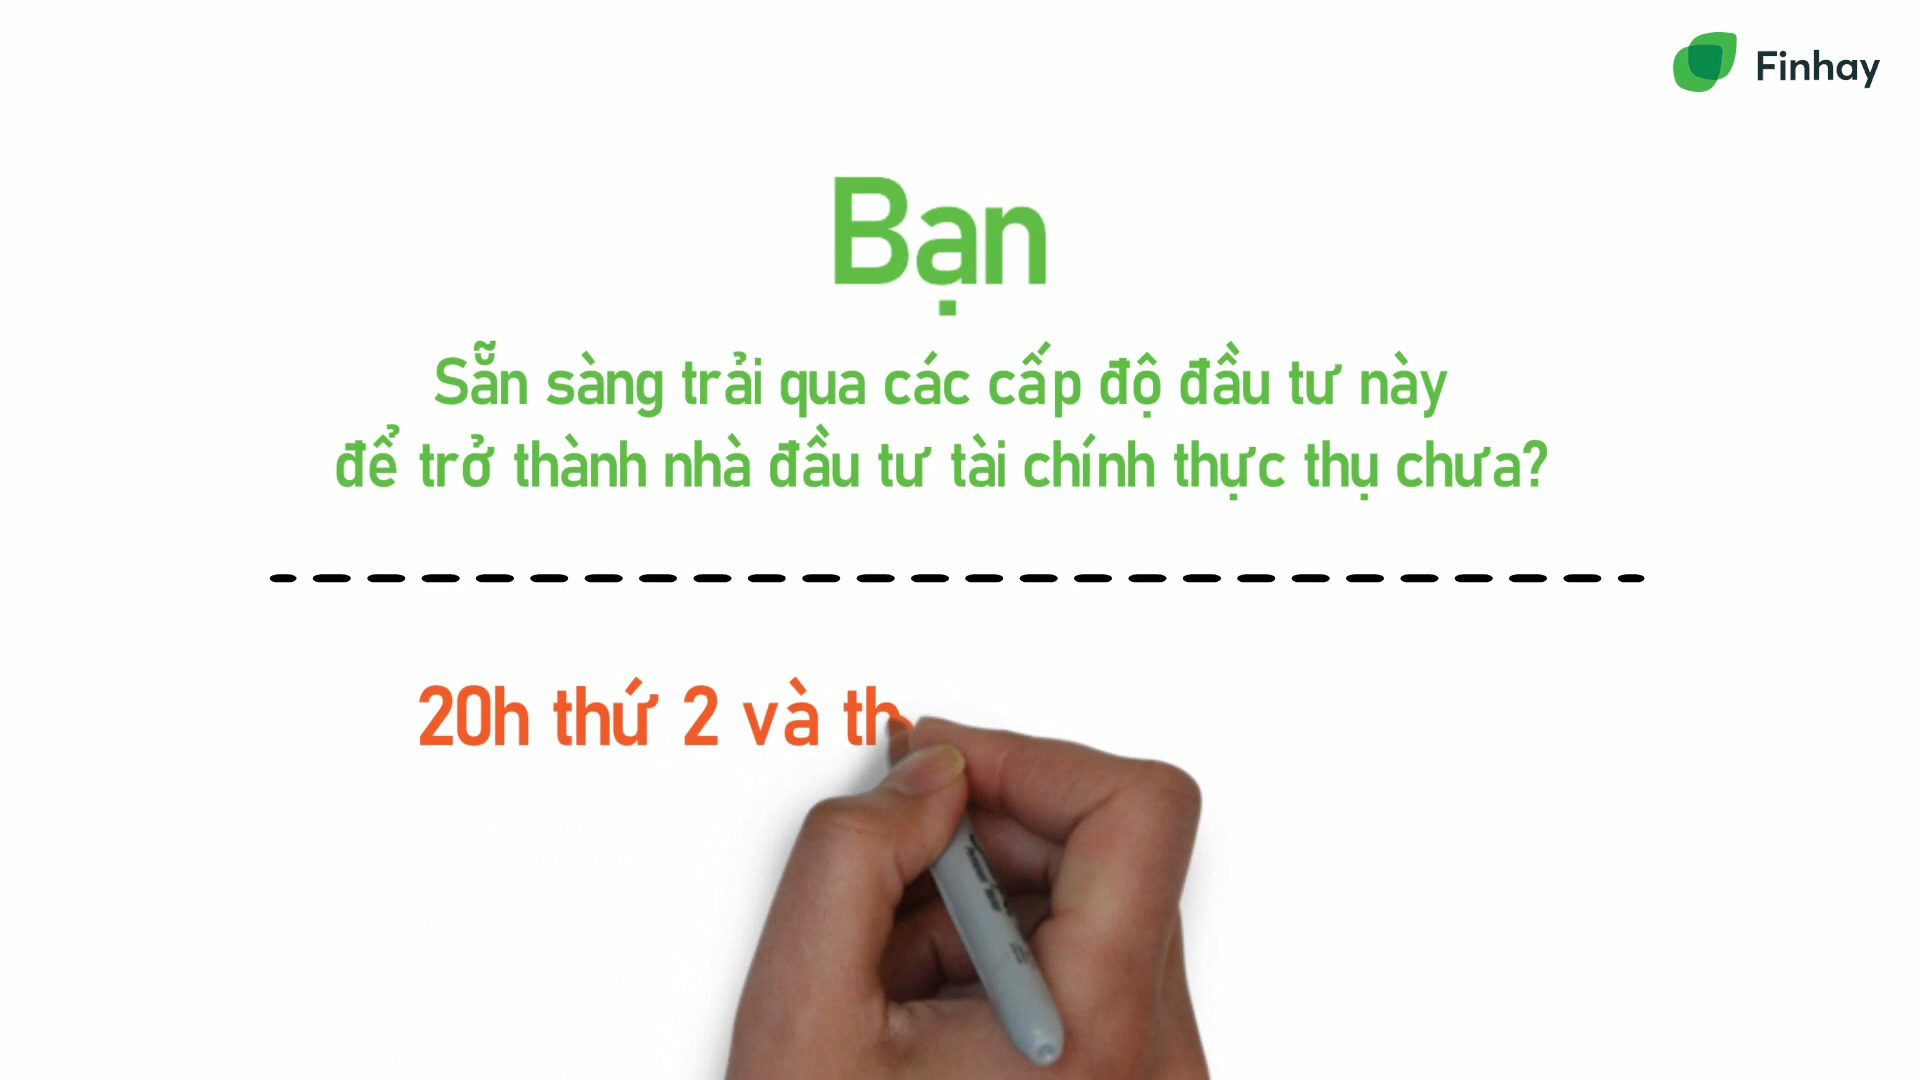 Finhay
Bạn
Sẵn sàng trải qua các cấp độ đầu tư này
để trở thành nhà đầu tư tài chính thực thụ chưa?
20h thứ 2 và th